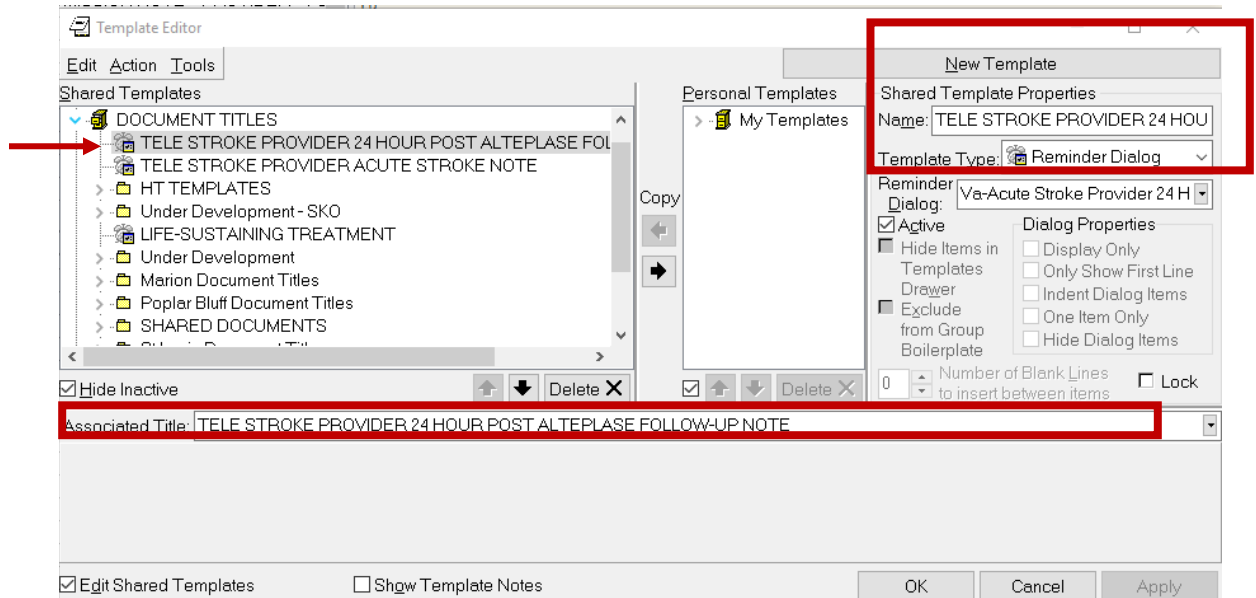 Template Editor
Edit Action Tools
New Template
Shared Templates
Personal Templates
Shared Template Properties
DOCUMENT TITLES
My Templates
Name: TELE STROKE PROVIDER 24 HOU
TELE STROKE PROVIDER 24 HOUR POST ALTEPLASE FOL
TELE STROKE PROVIDER ACUTE STROKE NOTE
Template Type: Reminder Dialog
HT TEMPLATES
Copy
Reminder Dialog: Va-Acute Stroke Provider 24 H
Under Development - SKO
LIFE-SUSTAINING TREATMENT
Under Development
Marion Document Titles
Poplar Bluff Document Titles
SHARED DOCUMENTS
Active
Hide Items in
Templates
Drawer
Exclude
from Group
Boilerplate
Dialog Properties
Display Only
Only Show First Line
Indent Dialog Items
One Item Only
Hide Dialog Items
Hide Inactive
Delete
Delete
0
Number of Blank Lines
to insert between items
Lock
Associated Title: TELE STROKE PROVIDER 24 HOUR POST ALTEPLASE FOLLOW-UP NOTE
Edit Shared Templates
Show Template Notes
OK
Cancel
Apply